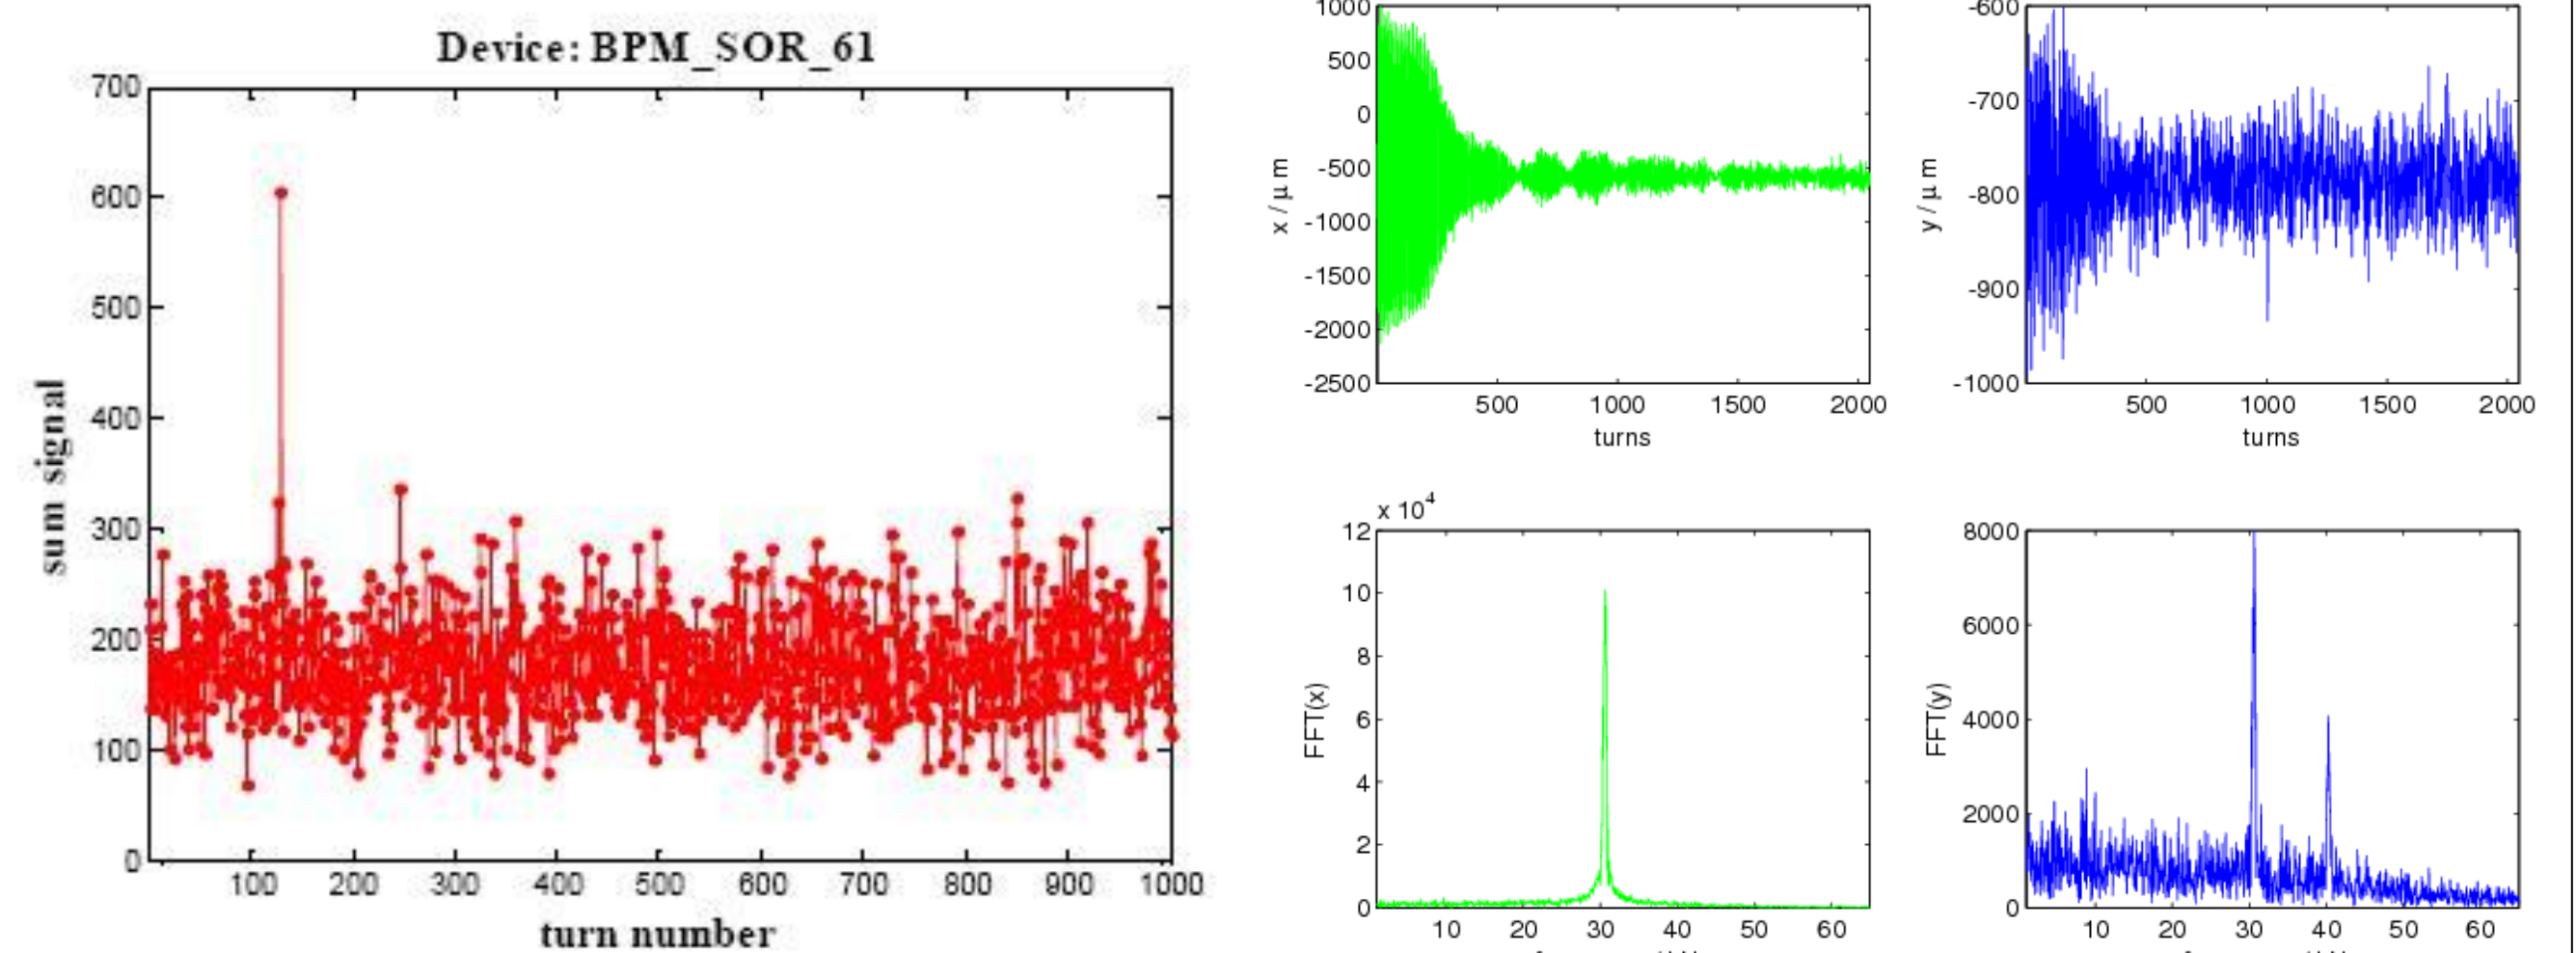 Device: BPM_SOR_61
700
600
500
400
300
200
100
0
sum signal
100 200 300 400 500 600 700 800 900 1000
turn number
1000
500
0
-500
-1000
-1500
-2000
-2500
x / μ m
500 1000 1500 2000
turns
-600
-700
-800
-900
-1000
y / μ m
500 1000 1500 2000
turns
x 10⁴
12
10
8
6
4
2
0
FFT(x)
10 20 30 40 50 60
8000
6000
4000
2000
0
FFT(y)
10 20 30 40 50 60